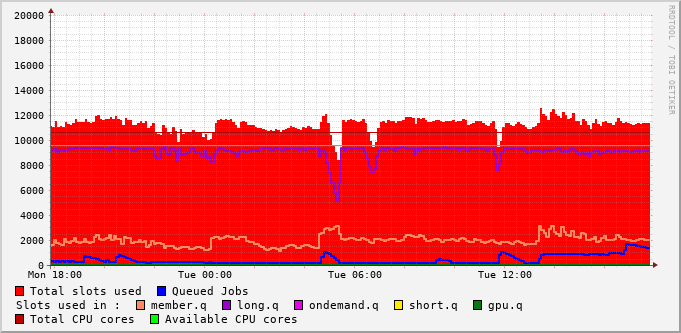 20000
18000
16000
14000
12000
10000
8000
6000
4000
2000
0
Mon 18:00 Tue 00:00 Tue 06:00 Tue 12:00
RRDTOOL / TOBI OETIKER
Total slots used Queued Jobs
Slots used in : member.q long.q ondemand.q short.q gpu.q
Total CPU cores Available CPU cores